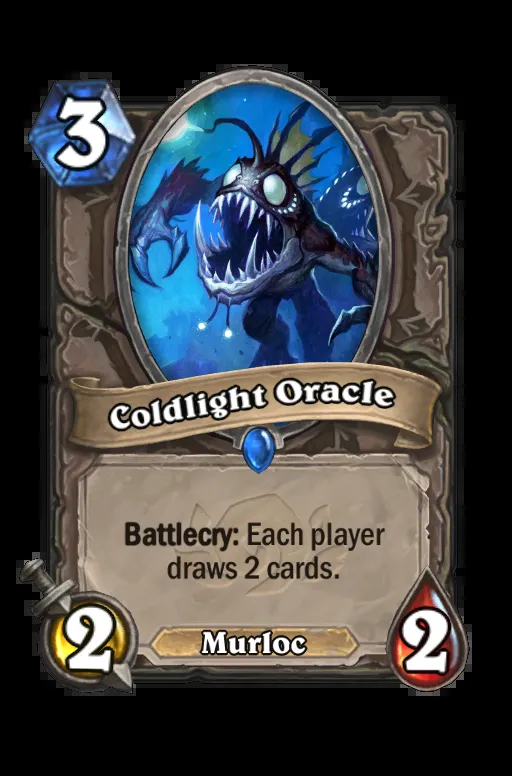 3
Coldlight Oracle
Battlecry: Each player
draws 2 cards.
2
Murloc
2